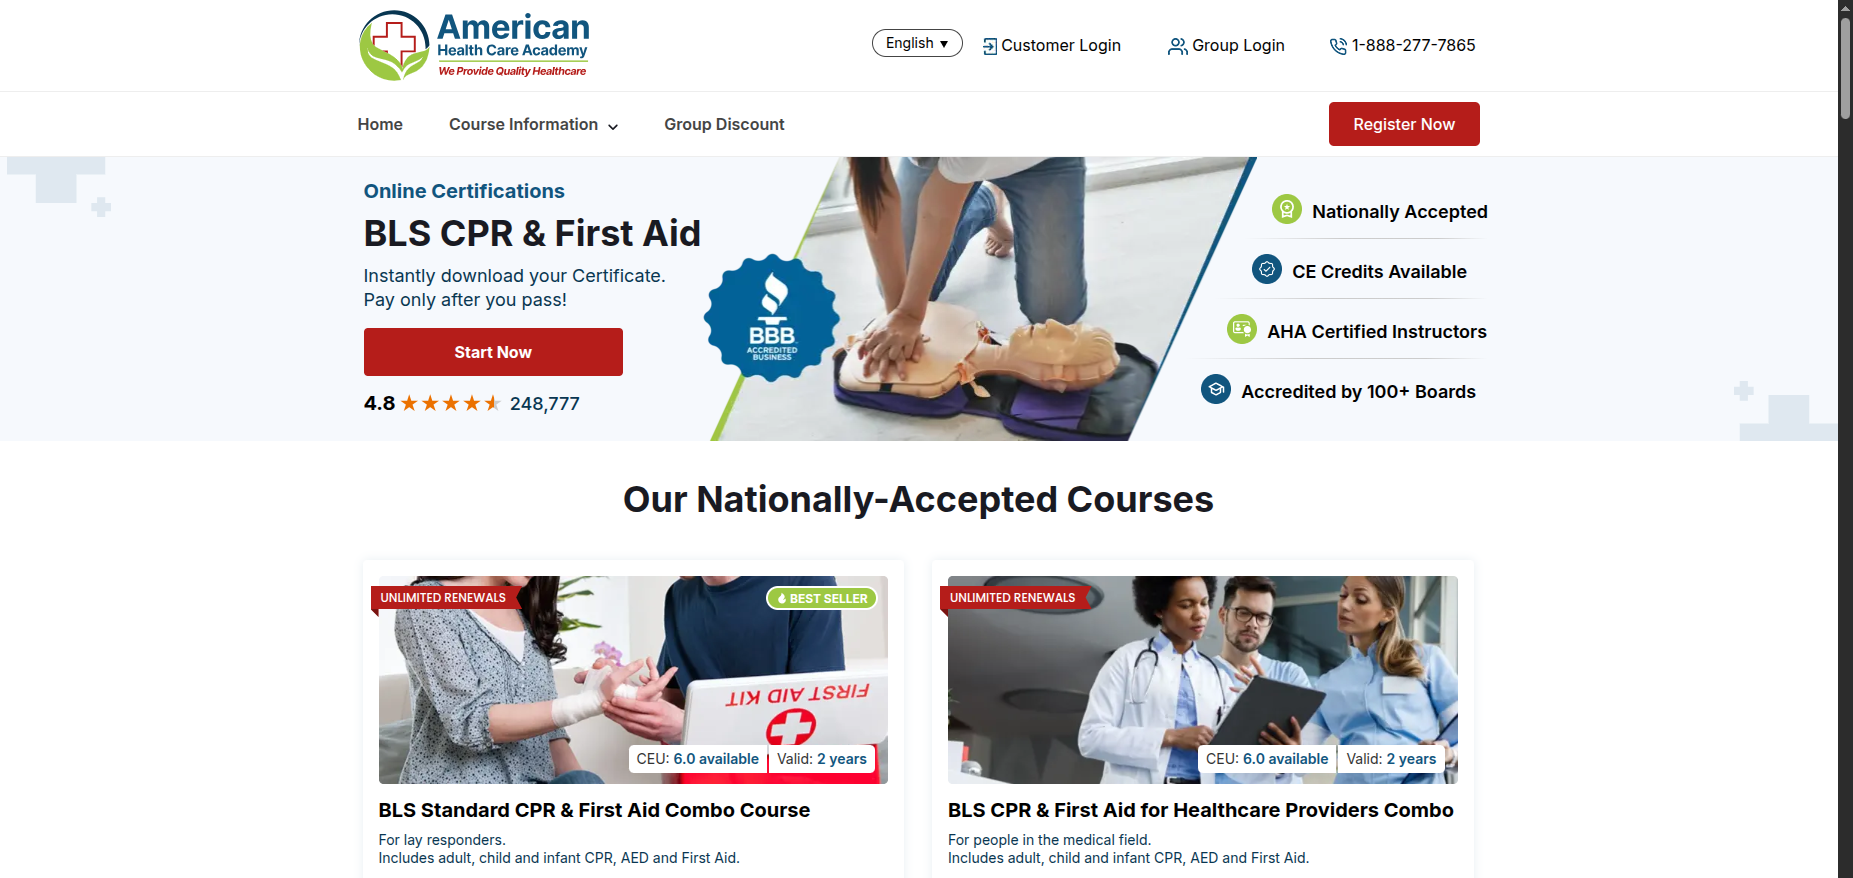 American
Health Care Academy
We Provide Quality Healthcare
English ▼
Customer Login
Group Login
1-888-277-7865
Home
Course Information
Group Discount
Register Now
Online Certifications
BLS CPR & First Aid
Instantly download your Certificate.
Pay only after you pass!
Start Now
4.8
248,777
BBB
ACCREDITED
BUSINESS
Nationally Accepted
CE Credits Available
AHA Certified Instructors
Accredited by 100+ Boards
Our Nationally-Accepted Courses
UNLIMITED RENEWALS
BEST SELLER
FIRST AID KIT
CEU: 6.0 available
Valid: 2 years
BLS Standard CPR & First Aid Combo Course
For lay responders.
Includes adult, child and infant CPR, AED and First Aid.
UNLIMITED RENEWALS
CEU: 6.0 available
Valid: 2 years
BLS CPR & First Aid for Healthcare Providers Combo
For people in the medical field.
Includes adult, child and infant CPR, AED and First Aid.